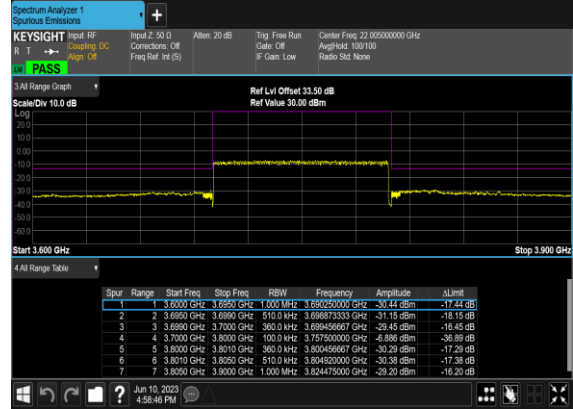 Spectrum Analyzer 1
Spurious Emissions
KEYSIGHT Input: RF Input Z: 50 Ω Atten: 20 dB Trig: Free Run Center Freq: 22.005000000 GHz
R T Coupling: DC Corrections: Off Gate: Off Avg|Hold: 100/100
Align: Off Freq Ref: Int (S) IF Gain: Low Radio Std: None
PASS
3 All Range Graph
Ref Lvl Offset 33.50 dB
Scale/Div 10.0 dB Ref Value 30.00 dBm
Log
20.0
10.0
0.00
-10.0
-20.0
-30.0
-40.0
-50.0
-60.0
Start 3.600 GHz Stop 3.900 GHz
4 All Range Table
Spur Range Start Freq Stop Freq RBW Frequency Amplitude ΔLimit
1 1 3.6000 GHz 3.6950 GHz 1.000 MHz 3.690250000 GHz -30.44 dBm -17.44 dB
2 2 3.6950 GHz 3.6990 GHz 510.0 kHz 3.698873333 GHz -31.15 dBm -18.15 dB
3 3 3.6990 GHz 3.7000 GHz 360.0 kHz 3.699456667 GHz -29.45 dBm -16.45 dB
4 4 3.7000 GHz 3.8000 GHz 100.0 kHz 3.757500000 GHz -6.886 dBm -36.89 dB
5 5 3.8000 GHz 3.8010 GHz 360.0 kHz 3.800456667 GHz -30.29 dBm -17.29 dB
6 6 3.8010 GHz 3.8050 GHz 510.0 kHz 3.804920000 GHz -30.38 dBm -17.38 dB
7 7 3.8050 GHz 3.9000 GHz 1.000 MHz 3.824475000 GHz -29.20 dBm -16.20 dB
Jun 10, 2023
4:58:46 PM